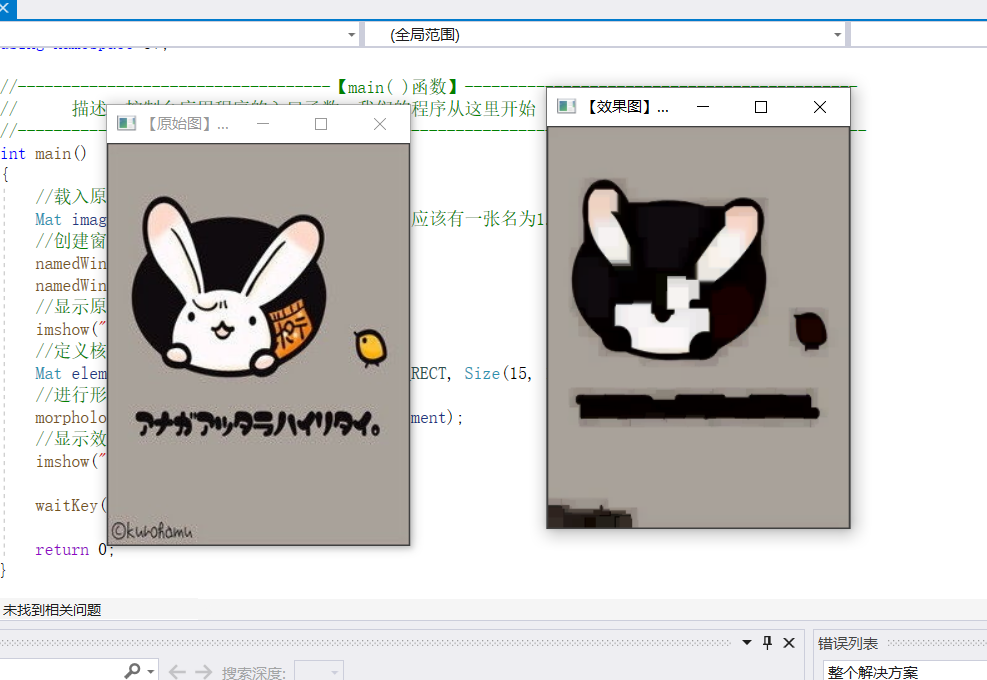 (全局范围)
//-----------------------------------【main( )函数】--------------------------------------------
// 描述
的程序从这里开始
//-----------------------------------------------------------------------------------------------
【原始图】...
【效果图】...
int main()
{
//载入原
Mat imag
应该有一张名为1
//创建窗
namedWin
namedWin
//显示原
imshow("
//定义核
Mat elem
RECT, Size(15,
//进行形
morpholo
ment);
//显示效
imshow("
waitKey(
return 0;
}
アナガアッタラハイリタイ。
©kurohamu
未找到相关问题
搜索深度:
错误列表
整个解决方案